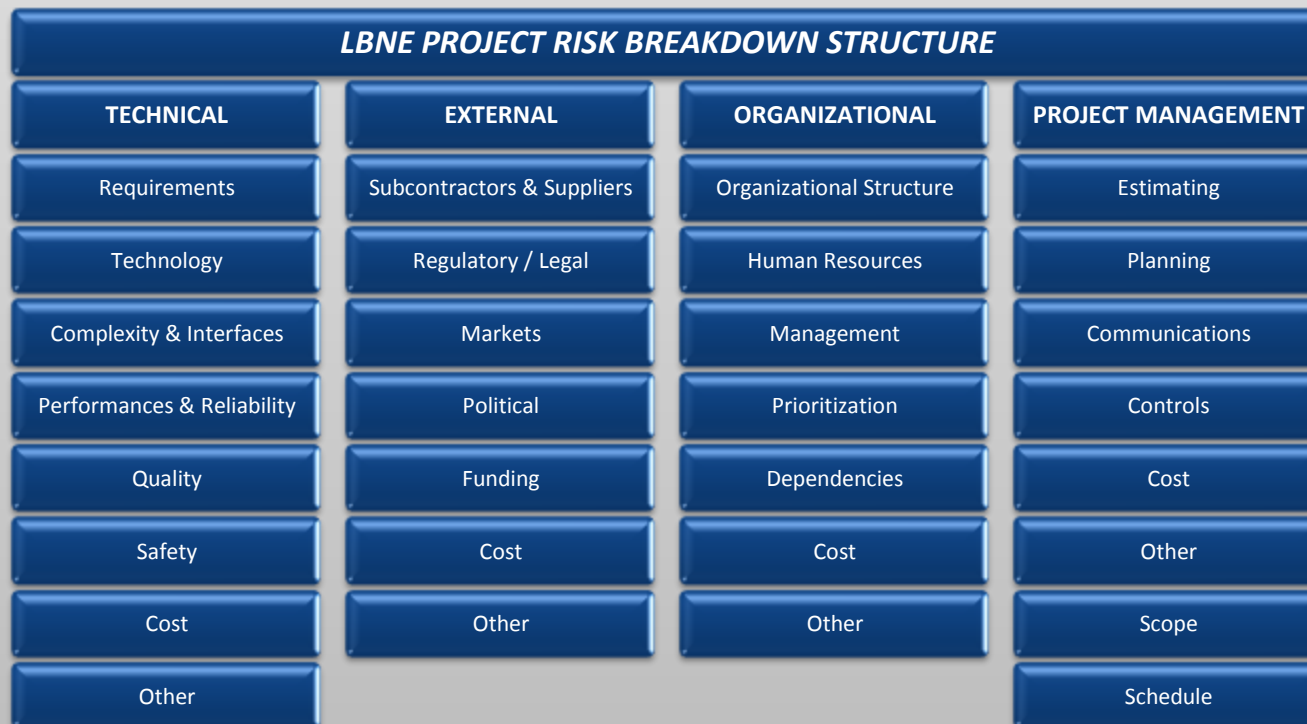 LBNE PROJECT RISK BREAKDOWN STRUCTURE
TECHNICAL
Requirements
Technology
Complexity & Interfaces
Performances & Reliability
Quality
Safety
Cost
Other
EXTERNAL
Subcontractors & Suppliers
Regulatory / Legal
Markets
Political
Funding
Cost
Other
ORGANIZATIONAL
Organizational Structure
Human Resources
Management
Prioritization
Dependencies
Cost
Other
PROJECT MANAGEMENT
Estimating
Planning
Communications
Controls
Cost
Other
Scope
Schedule